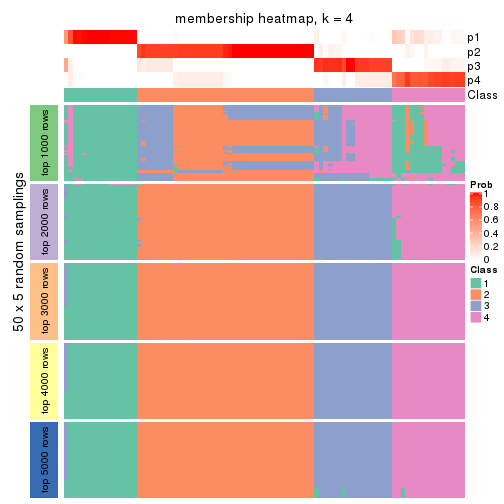 membership heatmap, k = 4
p1
p2
p3
p4
Class
50 x 5 random samplings
top 1000 rows
top 2000 rows
top 3000 rows
top 4000 rows
top 5000 rows
Prob
1
0.8
0.6
0.4
0.2
0
Class
1
2
3
4